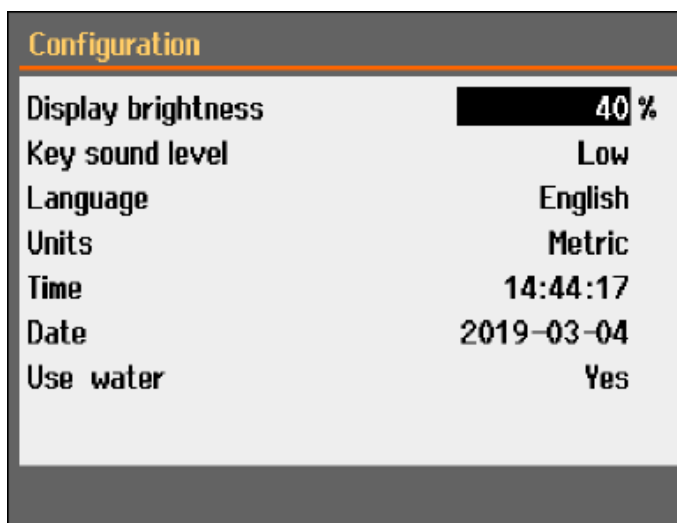 Configuration
Display brightness 40 %
Key sound level Low
Language English
Units Metric
Time 14:44:17
Date 2019-03-04
Use water Yes